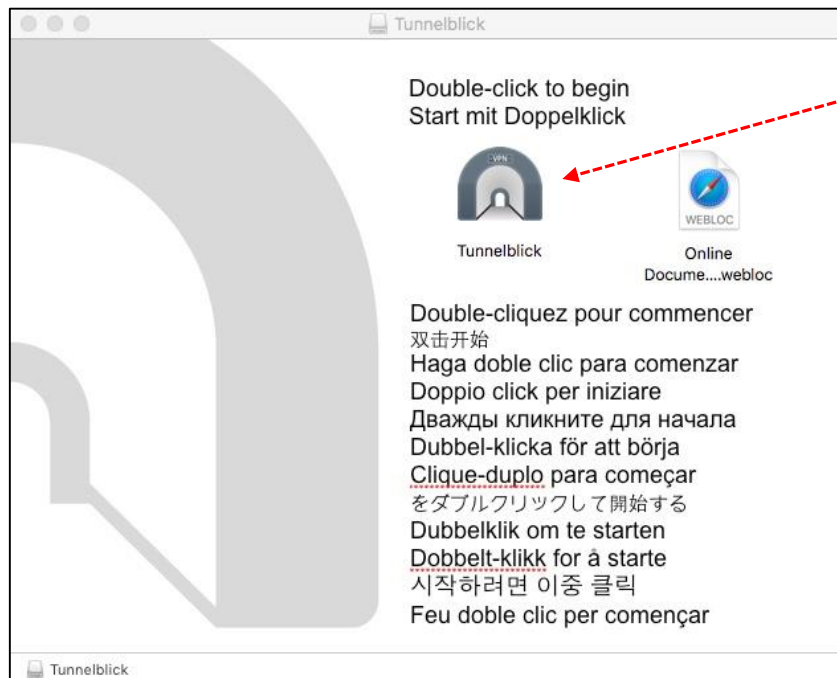 Tunnelblick
Double-click to begin
Start mit Doppelklick
VPN
WEBLOC
Tunnelblick
Online
Docume....webloc
Double-cliquez pour commencer
双击开始
Haga doble clic para comenzar
Doppio click per iniziare
Дважды кликните для начала
Dubbel-klicka för att börja
Clique-duplo para começar
をダブルクリックして開始する
Dubbelklik om te starten
Dobbelt-klikk for å starte
시작하려면 이중 클릭
Feu doble clic per començar
Tunnelblick